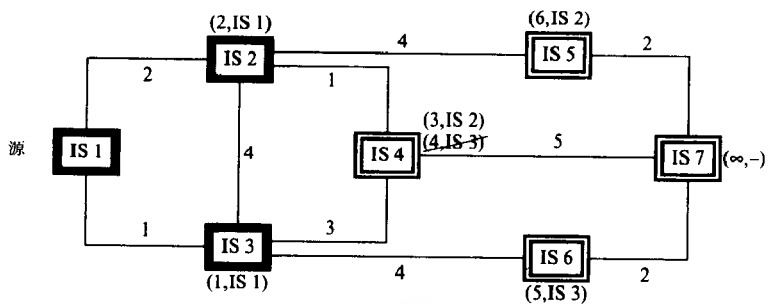 (2,IS 1)
(6,IS 2)
IS 2
4
IS 5
2
2
1
(3,IS 2)
(4,IS 3)
源
IS 1
4
IS 4
5
IS 7
(∞,−)
1
IS 3
3
4
IS 6
2
(1,IS 1)
(5,IS 3)